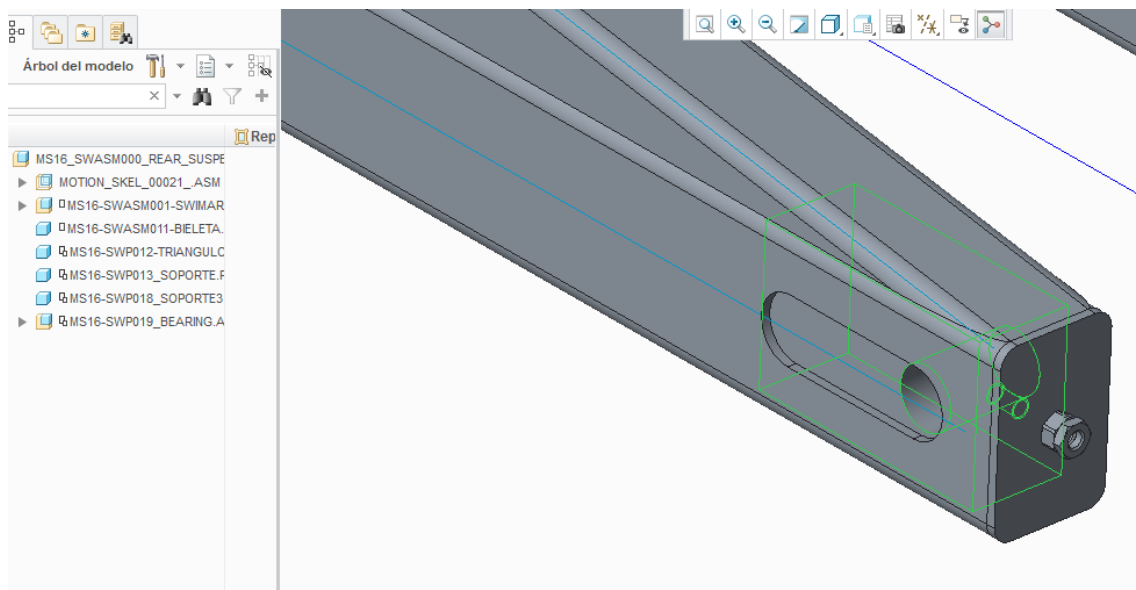 Árbol del modelo
Rep
MS16_SWASM000_REAR_SUSPE
MOTION_SKEL_00021_.ASM
MS16-SWASM001-SWIMAR
MS16-SWASM011-BIELETA.
MS16-SWP012-TRIANGULO
MS16-SWP013_SOPORTE.F
MS16-SWP018_SOPORTE3
MS16-SWP019_BEARING.A